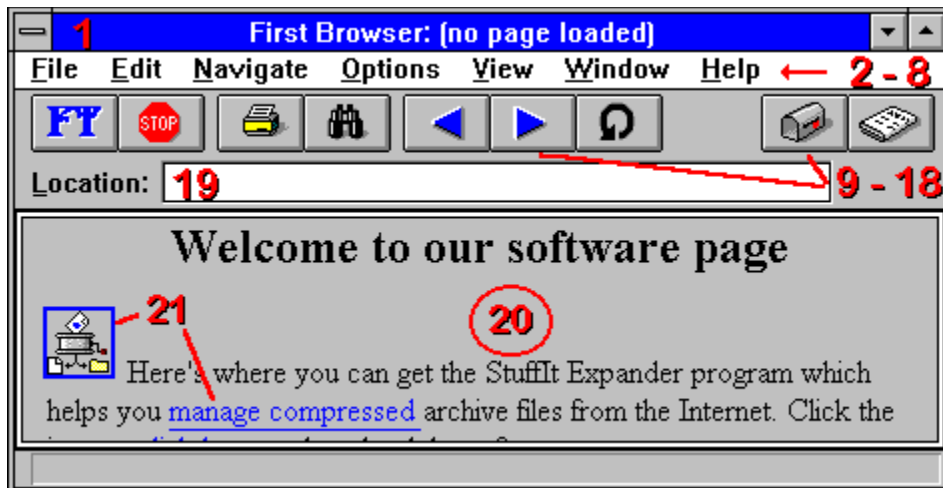 1 First Browser: (no page loaded)
File Edit Navigate Options View Window Help 2 - 8
FT STOP
Location: 19 9 - 18
Welcome to our software page
21 20
Here's where you can get the StuffIt Expander program which
helps you manage compressed archive files from the Internet. Click the